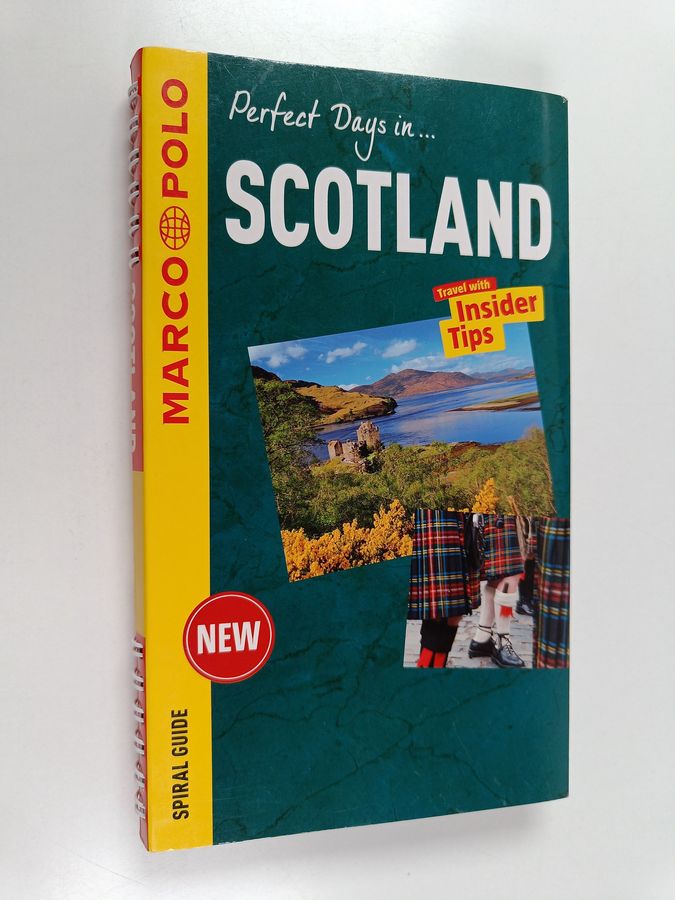 MARCO POLO
Perfect Days in...
SCOTLAND
Travel with
Insider
Tips
NEW
SPIRAL GUIDE